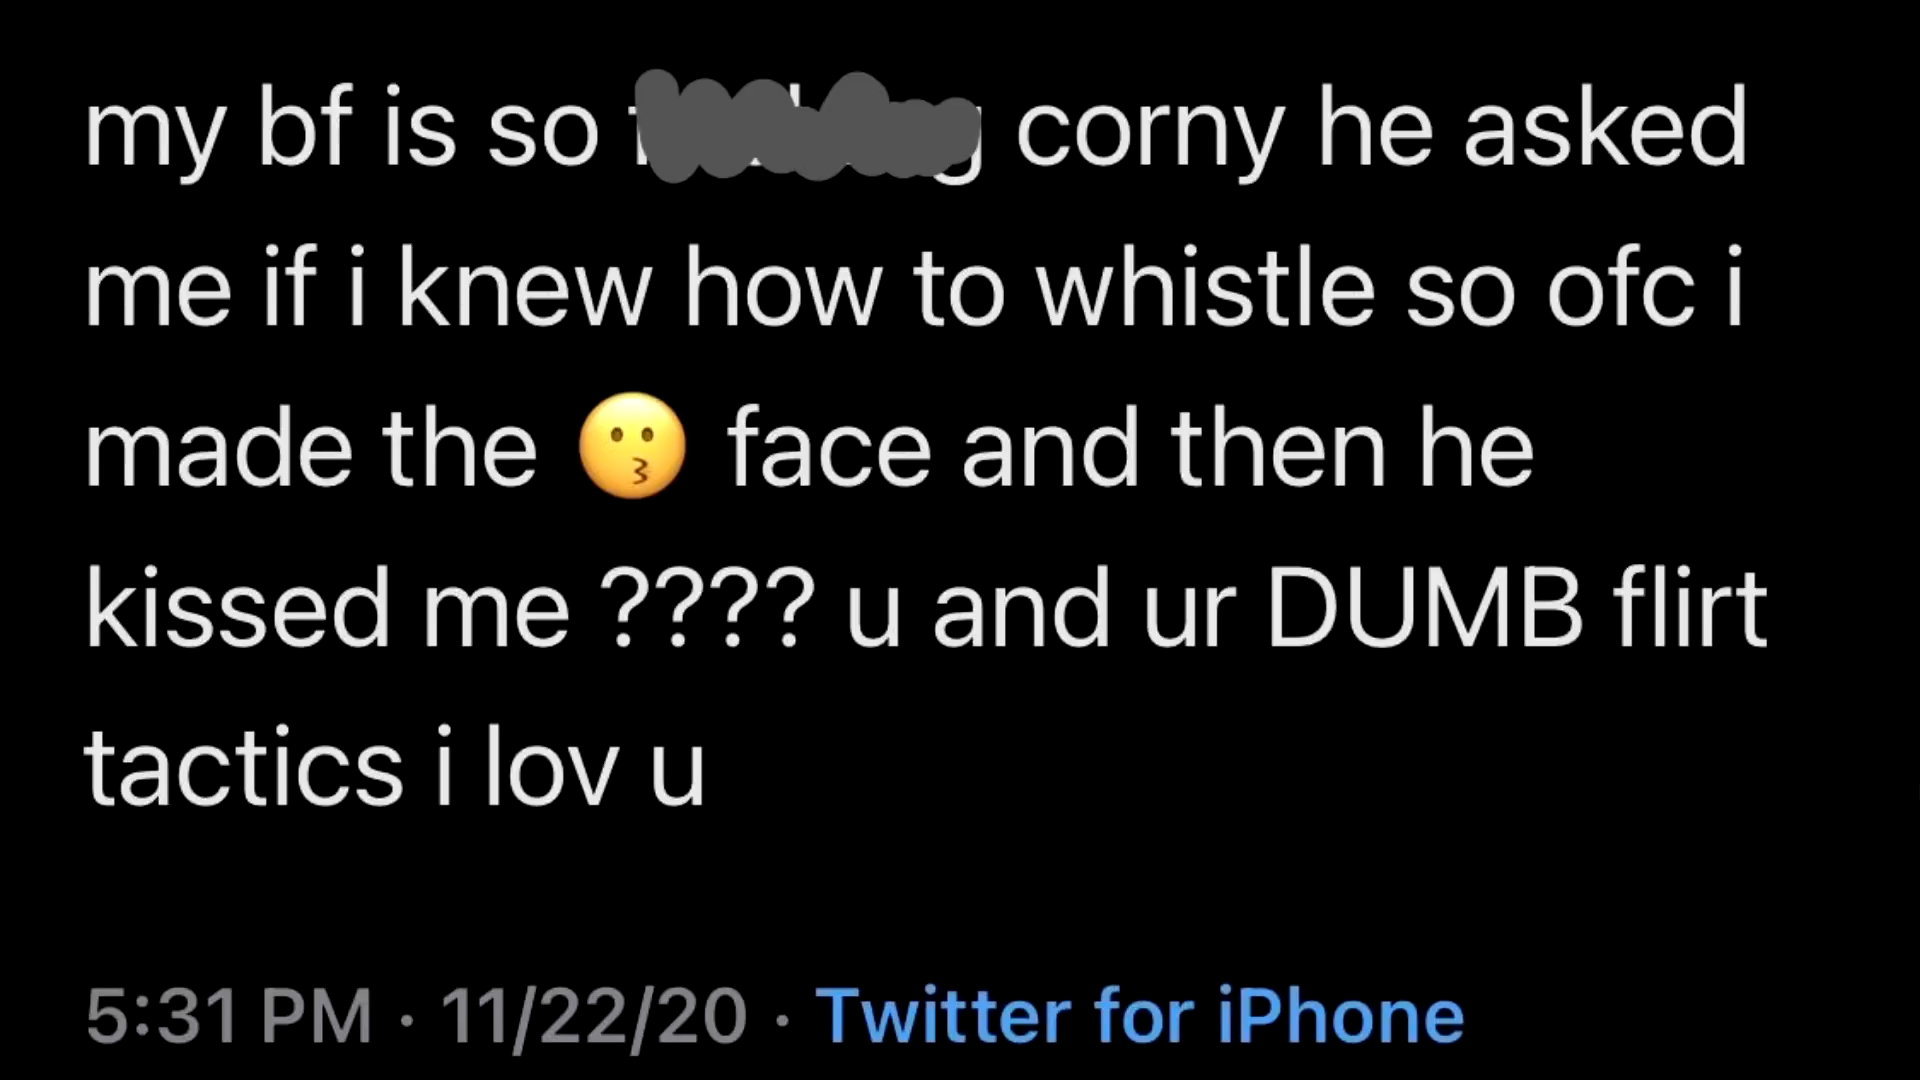 my bf is so corny he asked
me if i knew how to whistle so ofc i
made the 😗 face and then he
kissed me ???? u and ur DUMB flirt
tactics i lov u
5:31 PM · 11/22/20 · Twitter for iPhone